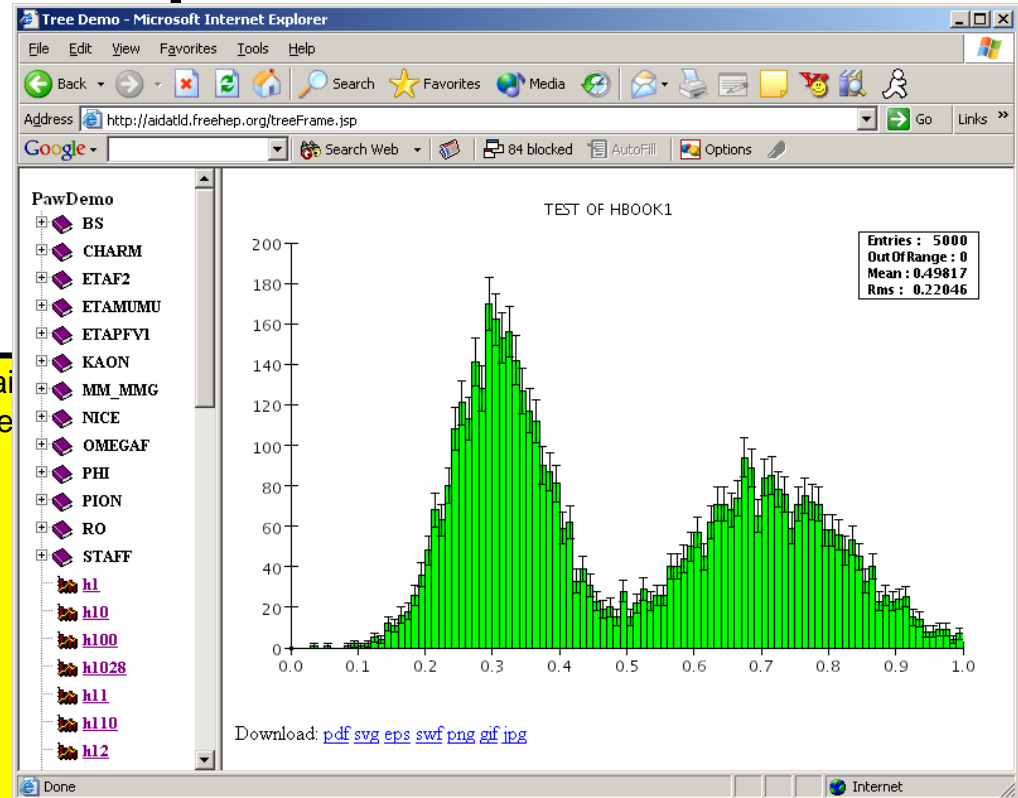 Tree Demo - Microsoft Internet Explorer
File Edit View Favorites Tools Help
Back Search Favorites Media
Address http://aidatld.freehep.org/treeFrame.jsp Go Links »
Google Search Web 84 blocked AutoFill Options
PawDemo
BS
CHARM
ETAF2
ETAMUMU
ETAPFVI
KAON
MM_MMG
NICE
OMEGAF
PHI
PION
RO
STAFF
h1
h10
h100
h1028
h11
h110
h12
TEST OF HBOOK1
Entries : 5000
OutOfRange : 0
Mean : 0.49817
Rms : 0.22046
200
180
160
140
120
100
80
60
40
20
0
0.0 0.1 0.2 0.3 0.4 0.5 0.6 0.7 0.8 0.9 1.0
Download: pdf svg eps swf png gif jpg
Done Internet